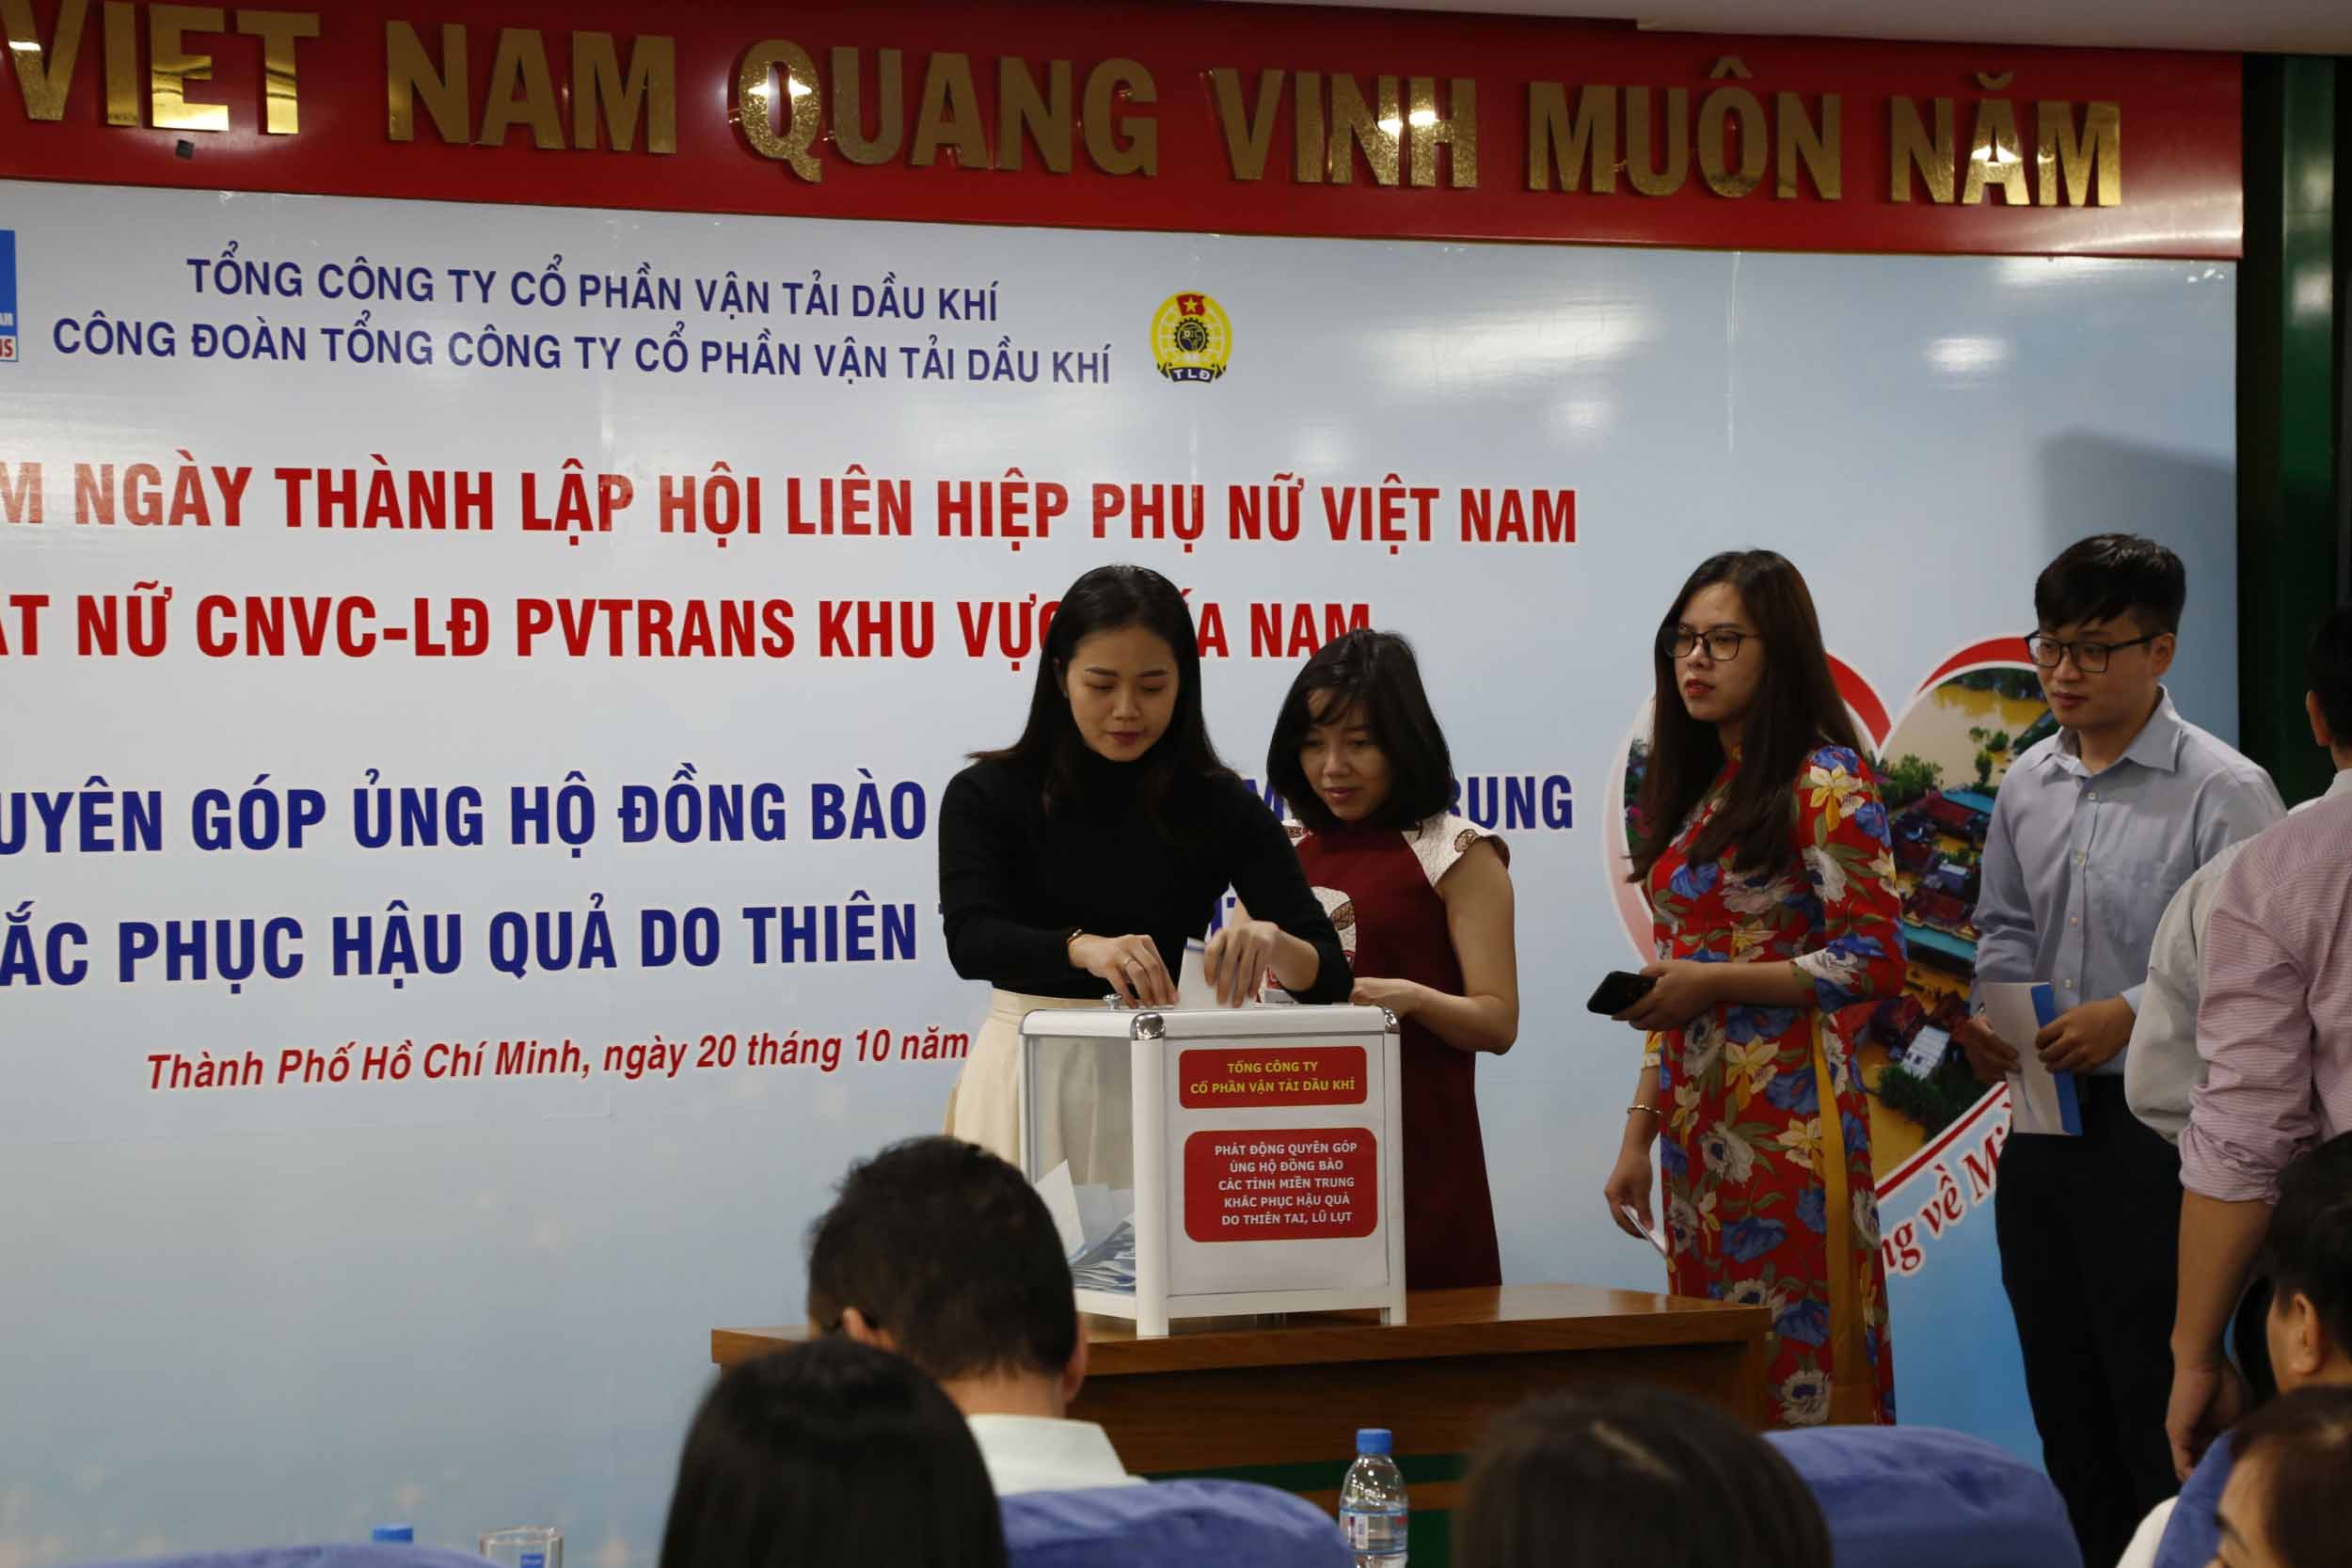 VIỆT NAM QUANG VINH MUÔN NĂM
TỔNG CÔNG TY CỔ PHẦN VẬN TẢI DẦU KHÍ
CÔNG ĐOÀN TỔNG CÔNG TY CỔ PHẦN VẬN TẢI DẦU KHÍ
TLĐ
NGÀY THÀNH LẬP HỘI LIÊN HIỆP PHỤ NỮ VIỆT NAM
NỮ CNVC-LĐ PVTRANS KHU VỰC NAM
GÓP ỦNG HỘ ĐỒNG BÀO
PHỤC HẬU QUẢ DO THIÊN
Thành Phố Hồ Chí Minh, ngày 20 tháng 10 năm
về
TỔNG CÔNG TY
CỔ PHẦN VẬN TẢI DẦU KHÍ
PHÁT ĐỘNG QUYÊN GÓP
ỦNG HỘ ĐỒNG BÀO
CÁC TỈNH MIỀN TRUNG
KHẮC PHỤC HẬU QUẢ
DO THIÊN TAI, LŨ LỤT